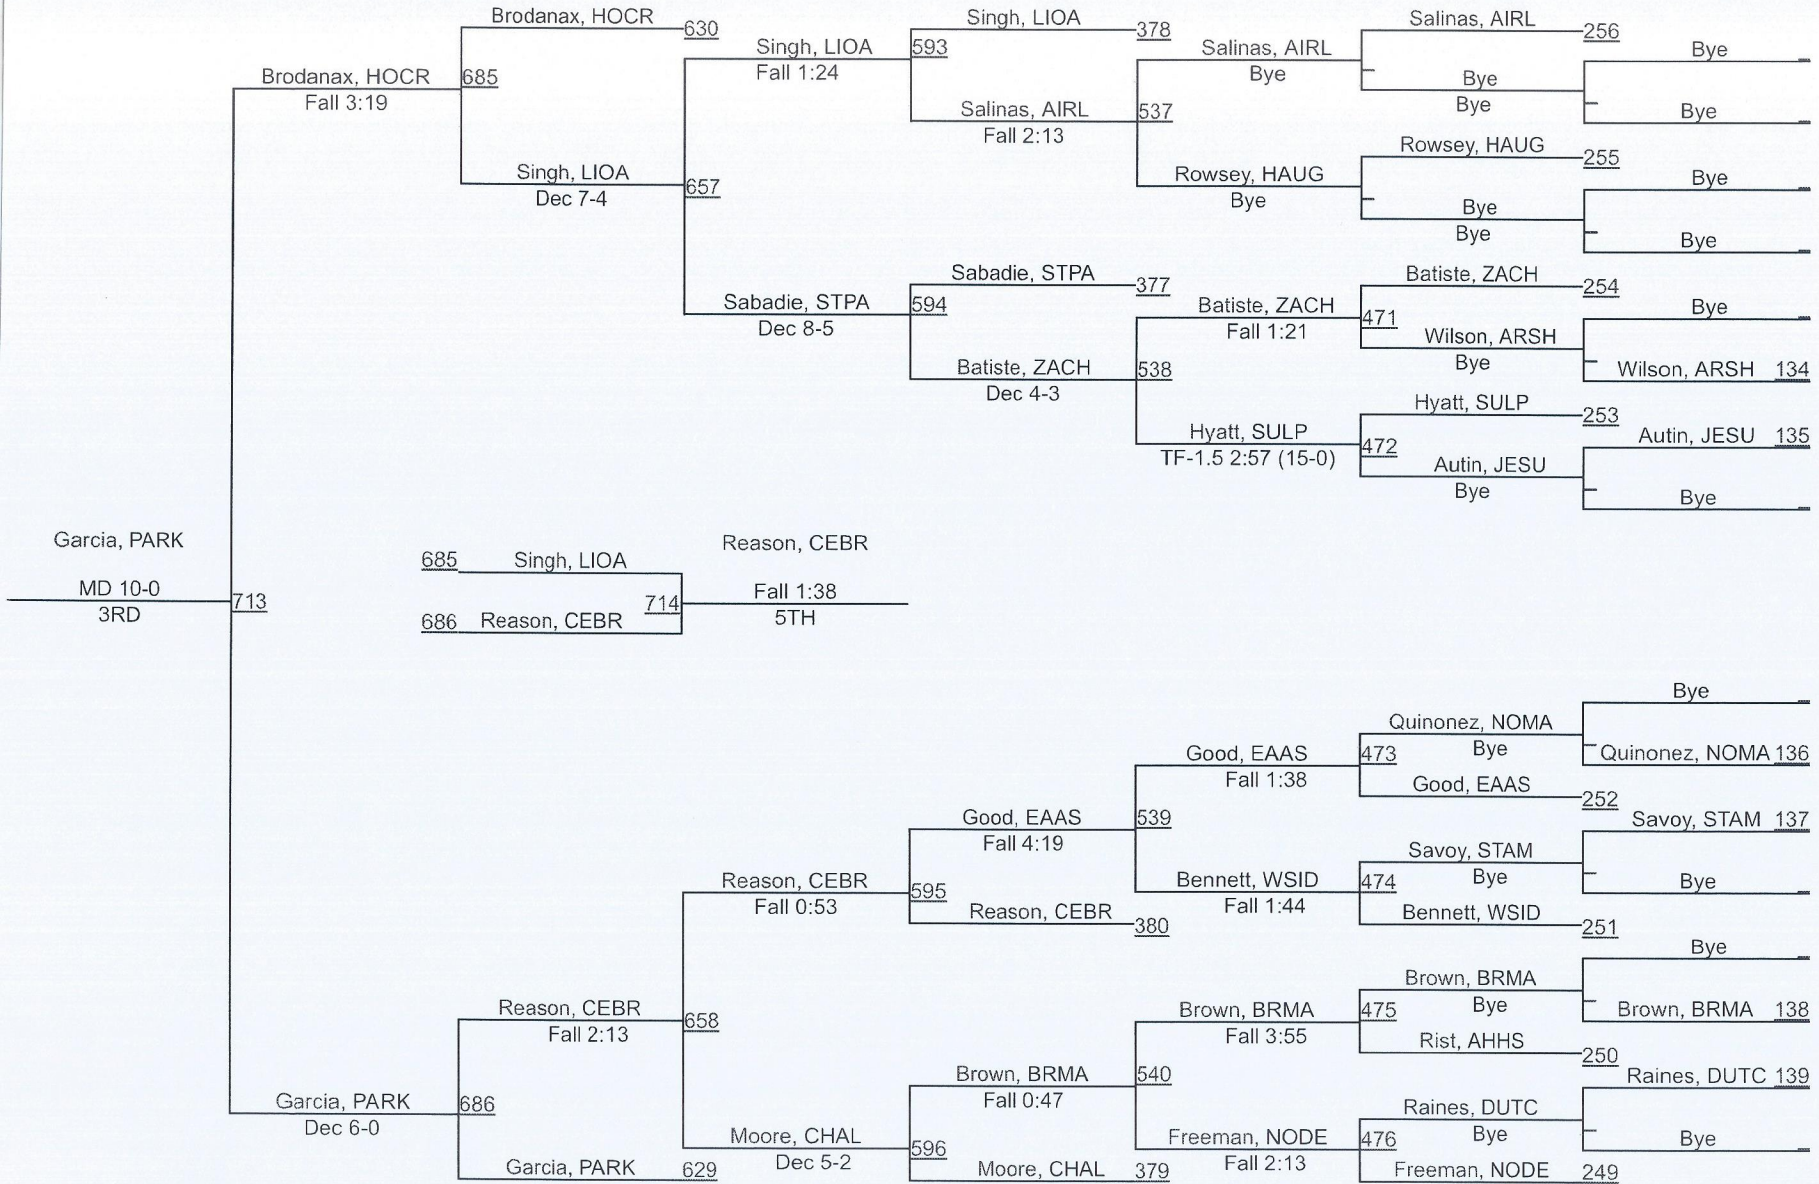 Brodanax, HOCR
630
Singh, LIOA
378
Salinas, AIRL
256
Bye
Singh, LIOA
593
Fall 1:24
Salinas, AIRL
Bye
Brodanax, HOCR
685
Fall 3:19
Bye
Bye
Bye
Salinas, AIRL
537
Fall 2:13
Rowsey, HAUG
255
Singh, LIOA
657
Dec 7-4
Rowsey, HAUG
Bye
Bye
Bye
Bye
Bye
Sabadie, STPA
377
Batiste, ZACH
254
Sabadie, STPA
594
Dec 8-5
Batiste, ZACH
471
Fall 1:21
Bye
Wilson, ARSH
Bye
Wilson, ARSH 134
Batiste, ZACH
538
Dec 4-3
Hyatt, SULP
253
Hyatt, SULP
472
TF-1.5 2:57 (15-0)
Autin, JESU 135
Autin, JESU
Bye
Bye
Garcia, PARK
MD 10-0
713
3RD
685 Singh, LIOA
714
686 Reason, CEBR
Reason, CEBR
Fall 1:38
5TH
Bye
Quinonez, NOMA
Bye
Quinonez, NOMA 136
Good, EAAS
473
Fall 1:38
Good, EAAS
252
Good, EAAS
539
Fall 4:19
Savoy, STAM 137
Savoy, STAM
Bye
Bye
Reason, CEBR
595
Fall 0:53
Bennett, WSID
474
Fall 1:44
Reason, CEBR
380
Bennett, WSID
251
Bye
Brown, BRMA
Bye
Brown, BRMA 138
Reason, CEBR
658
Fall 2:13
Brown, BRMA
475
Fall 3:55
Rist, AHHS
250
Brown, BRMA
540
Fall 0:47
Raines, DUTC 139
Garcia, PARK
686
Dec 6-0
Raines, DUTC
Bye
Bye
Moore, CHAL
596
Dec 5-2
Freeman, NODE
476
Fall 2:13
Garcia, PARK
629
Moore, CHAL
379
Freeman, NODE
249